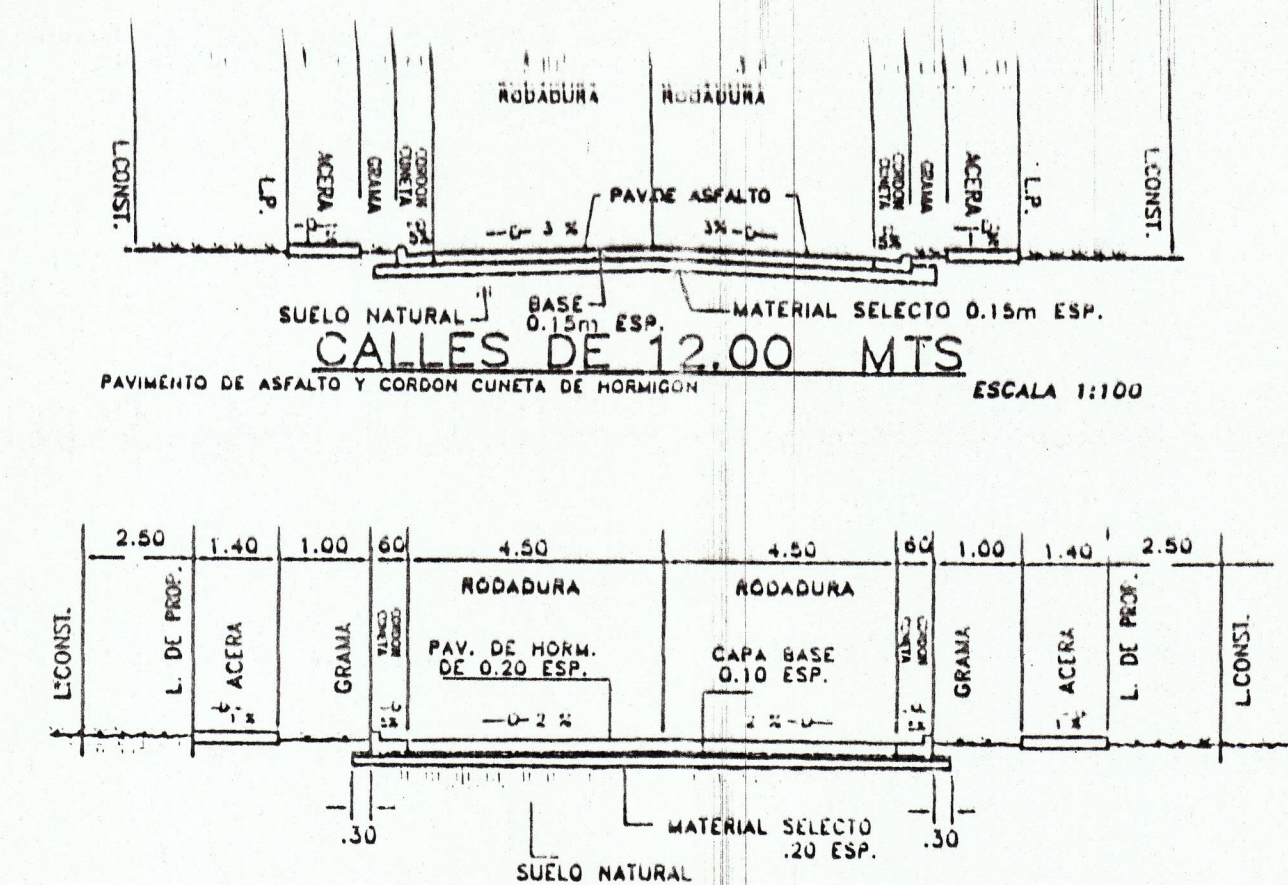 RODADURA RODADURA
L.CONST.
L.P.
ACERA
GRAMA
CORDON
CUNETA
CORDON
CUNETA
GRAMA
ACERA
L.P.
L.CONST.
PAV.DE ASFALTO
3 %
3%
SUELO NATURAL
BASE
0.15m ESP.
MATERIAL SELECTO 0.15m ESP.
CALLES DE 12.00 MTS
PAVIMENTO DE ASFALTO Y CORDON CUNETA DE HORMIGON
ESCALA 1:100
2.50 1.40 1.00 60 4.50 4.50 60 1.00 1.40 2.50
RODADURA RODADURA
L.CONST.
L. DE PROP.
ACERA
GRAMA
CORDON
CUNETA
PAV. DE HORM.
DE 0.20 ESP.
CAPA BASE
0.10 ESP.
CORDON
CUNETA
GRAMA
ACERA
L. DE PROP.
L.CONST.
2 %
2 %
.30
MATERIAL SELECTO
.20 ESP.
.30
SUELO NATURAL